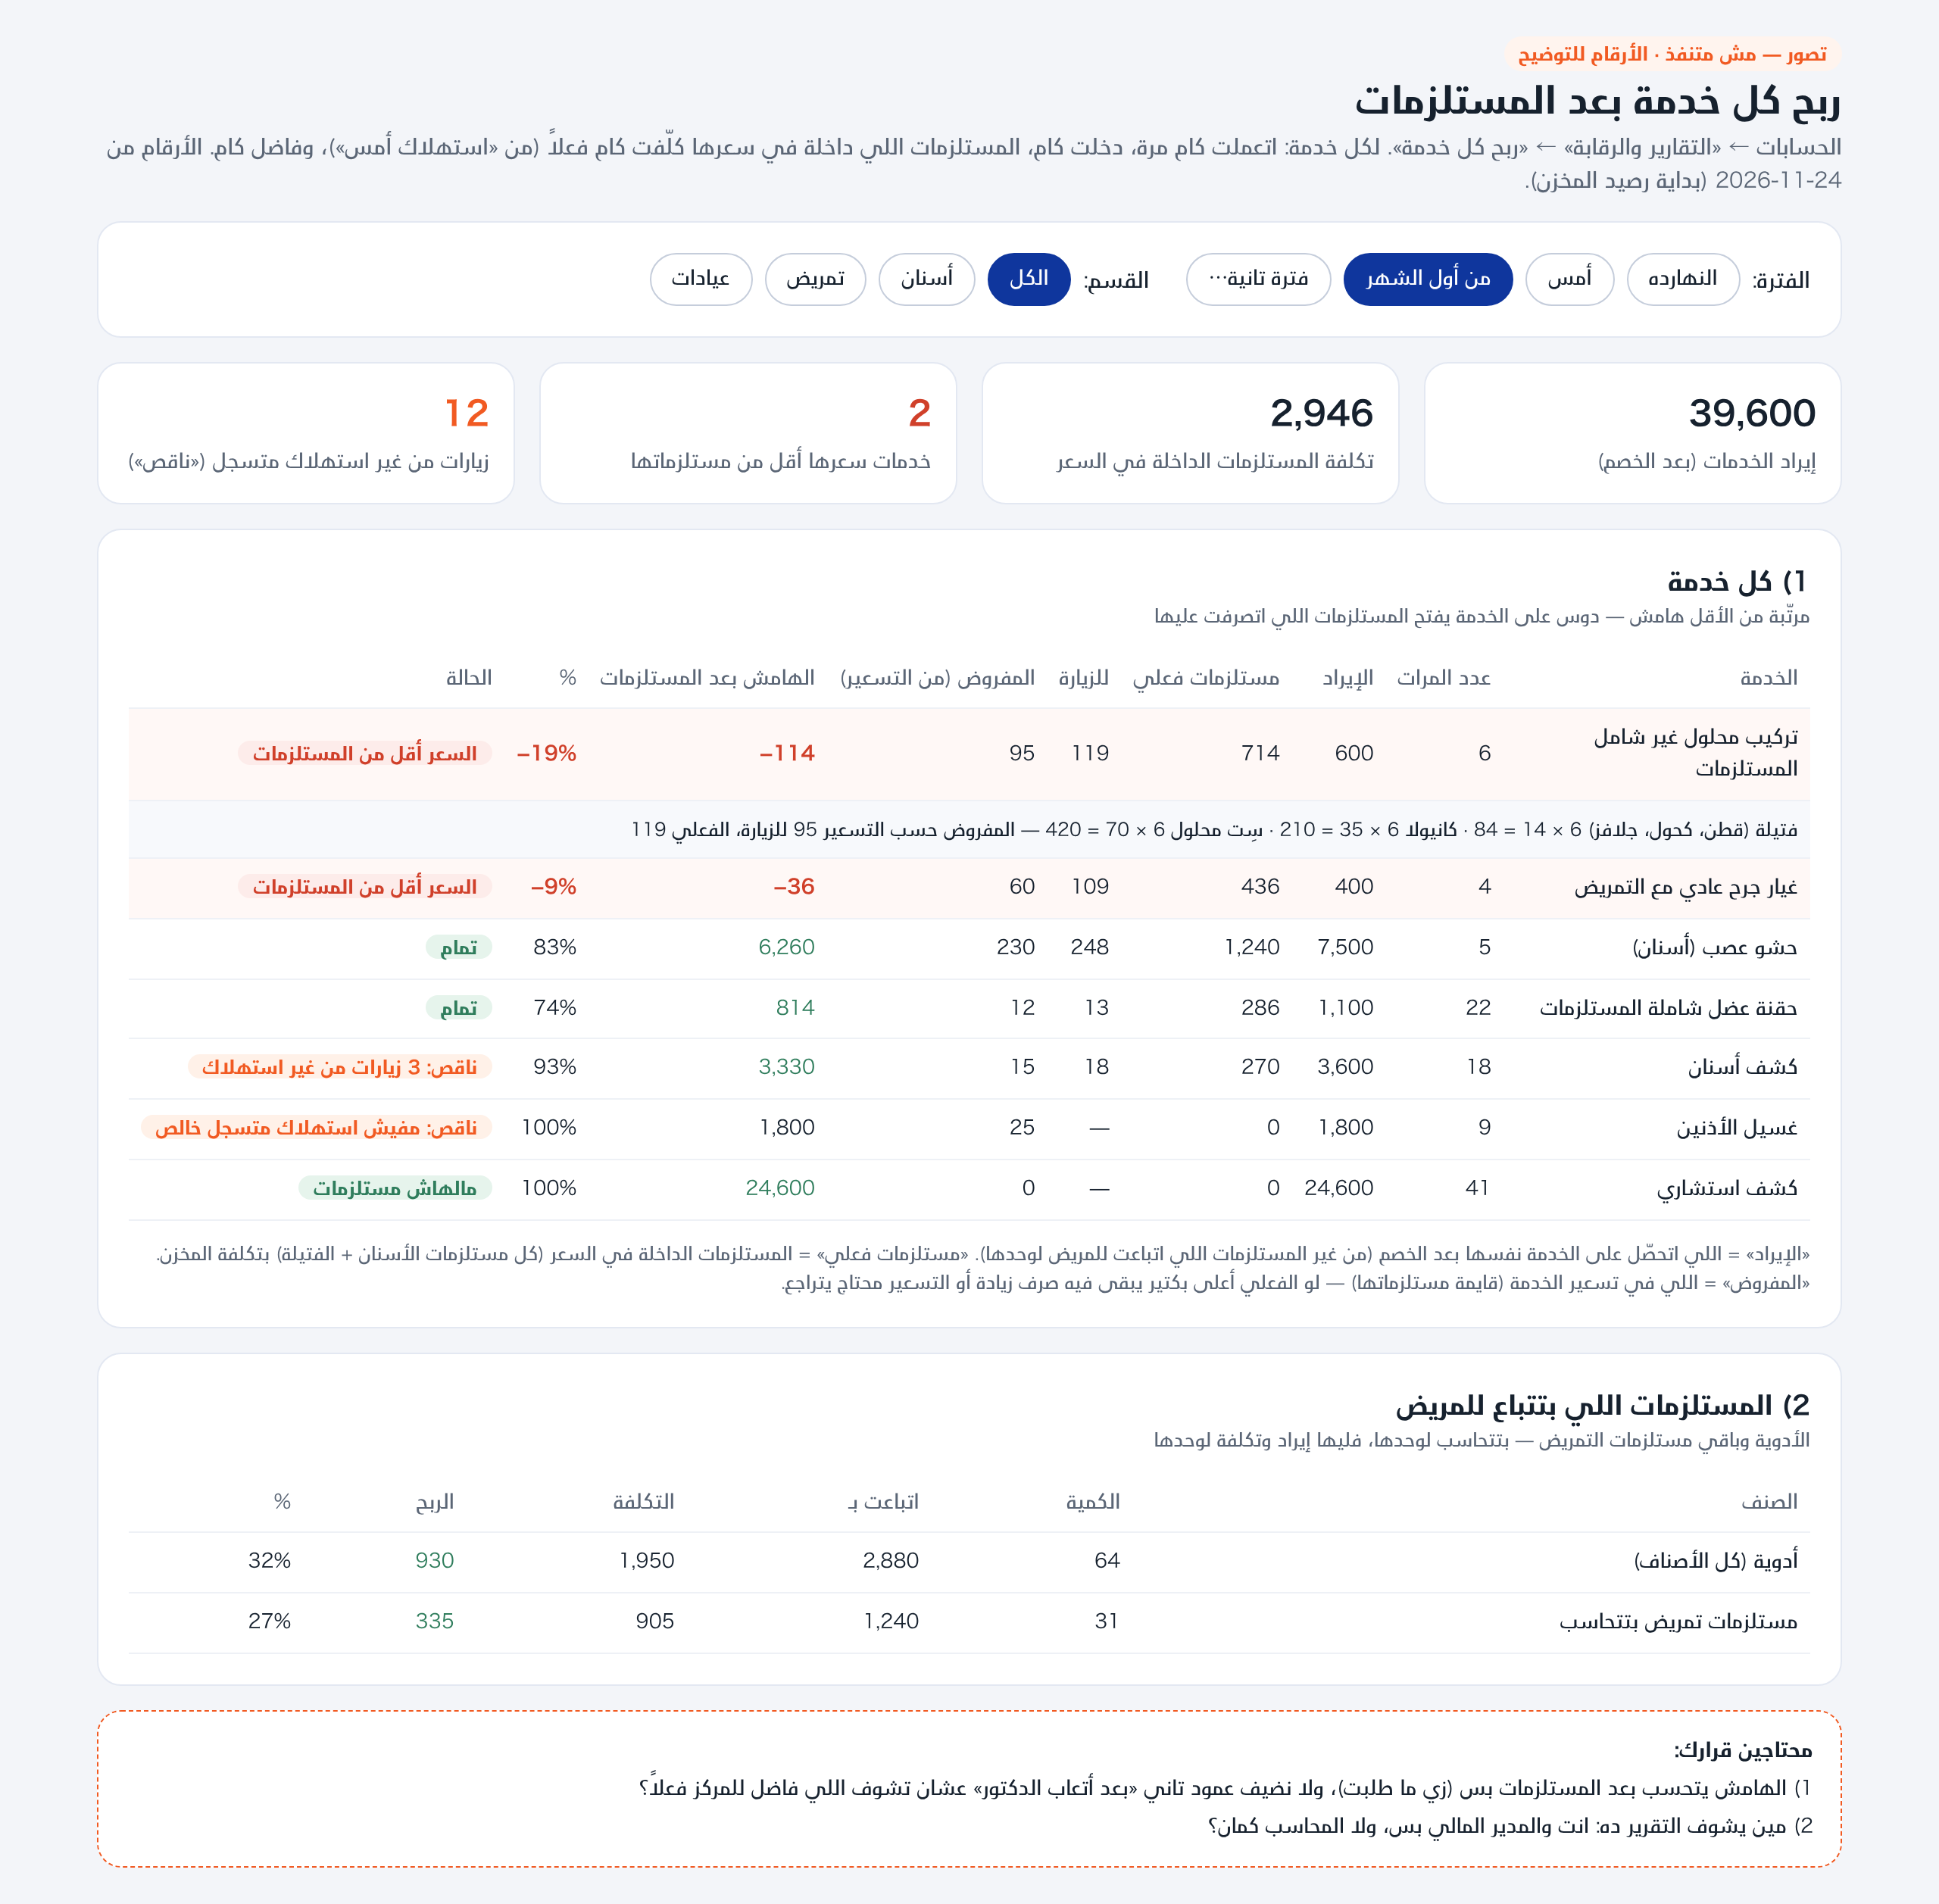 تصور — مش متنفذ · الأرقام للتوضيح
ربح كل خدمة بعد المستلزمات
الحسابات ← «التقارير والرقابة» ← «ربح كل خدمة». لكل خدمة: اتعملت كام مرة، دخلت كام، المستلزمات اللي داخلة في سعرها كلّفت كام فعلاً (من «استهلاك أمس»)، وفاضل كام. الأرقام من
2026-11-24 (بداية رصيد المخزن).
الفترة: النهارده أمس من أول الشهر فترة تانية… القسم: الكل أسنان تمريض عيادات
39,600 2,946 2 12
إيراد الخدمات (بعد الخصم) تكلفة المستلزمات الداخلة في السعر خدمات سعرها أقل من مستلزماتها زيارات من غير استهلاك متسجل («ناقص»)
1) كل خدمة
مرتّبة من الأقل هامش — دوس على الخدمة يفتح المستلزمات اللي اتصرفت عليها
الخدمة عدد المرات الإيراد مستلزمات فعلي للزيارة المفروض (من التسعير) الهامش بعد المستلزمات % الحالة
تركيب محلول غير شامل
المستلزمات 6 600 714 119 95 −114 −19% السعر أقل من المستلزمات
فتيلة (قطن، كحول، جلافز) 6 × 14 = 84 · كانيولا 6 × 35 = 210 · سِت محلول 6 × 70 = 420 — المفروض حسب التسعير 95 للزيارة، الفعلي 119
غيار جرح عادي مع التمريض 4 400 436 109 60 −36 −9% السعر أقل من المستلزمات
حشو عصب (أسنان) 5 7,500 1,240 248 230 6,260 83% تمام
حقنة عضل شاملة المستلزمات 22 1,100 286 13 12 814 74% تمام
كشف أسنان 18 3,600 270 18 15 3,330 93% ناقص: 3 زيارات من غير استهلاك
غسيل الأذنين 9 1,800 0 — 25 1,800 100% ناقص: مفيش استهلاك متسجل خالص
كشف استشاري 41 24,600 0 — 0 24,600 100% مالهاش مستلزمات
«الإيراد» = اللي اتحصّل على الخدمة نفسها بعد الخصم (من غير المستلزمات اللي اتباعت للمريض لوحدها). «مستلزمات فعلي» = المستلزمات الداخلة في السعر (كل مستلزمات الأسنان + الفتيلة) بتكلفة المخزن.
«المفروض» = اللي في تسعير الخدمة (قايمة مستلزماتها) — لو الفعلي أعلى بكتير يبقى فيه صرف زيادة أو التسعير محتاج يتراجع.
2) المستلزمات اللي بتتباع للمريض
الأدوية وباقي مستلزمات التمريض — بتتحاسب لوحدها، فليها إيراد وتكلفة لوحدها
الصنف الكمية اتباعت بـ التكلفة الربح %
أدوية (كل الأصناف) 64 2,880 1,950 930 32%
مستلزمات تمريض بتتحاسب 31 1,240 905 335 27%
محتاجين قرارك:
1) الهامش يتحسب بعد المستلزمات بس (زي ما طلبت)، ولا نضيف عمود تاني «بعد أتعاب الدكتور» عشان تشوف اللي فاضل للمركز فعلاً؟
2) مين يشوف التقرير ده: انت والمدير المالي بس، ولا المحاسب كمان؟